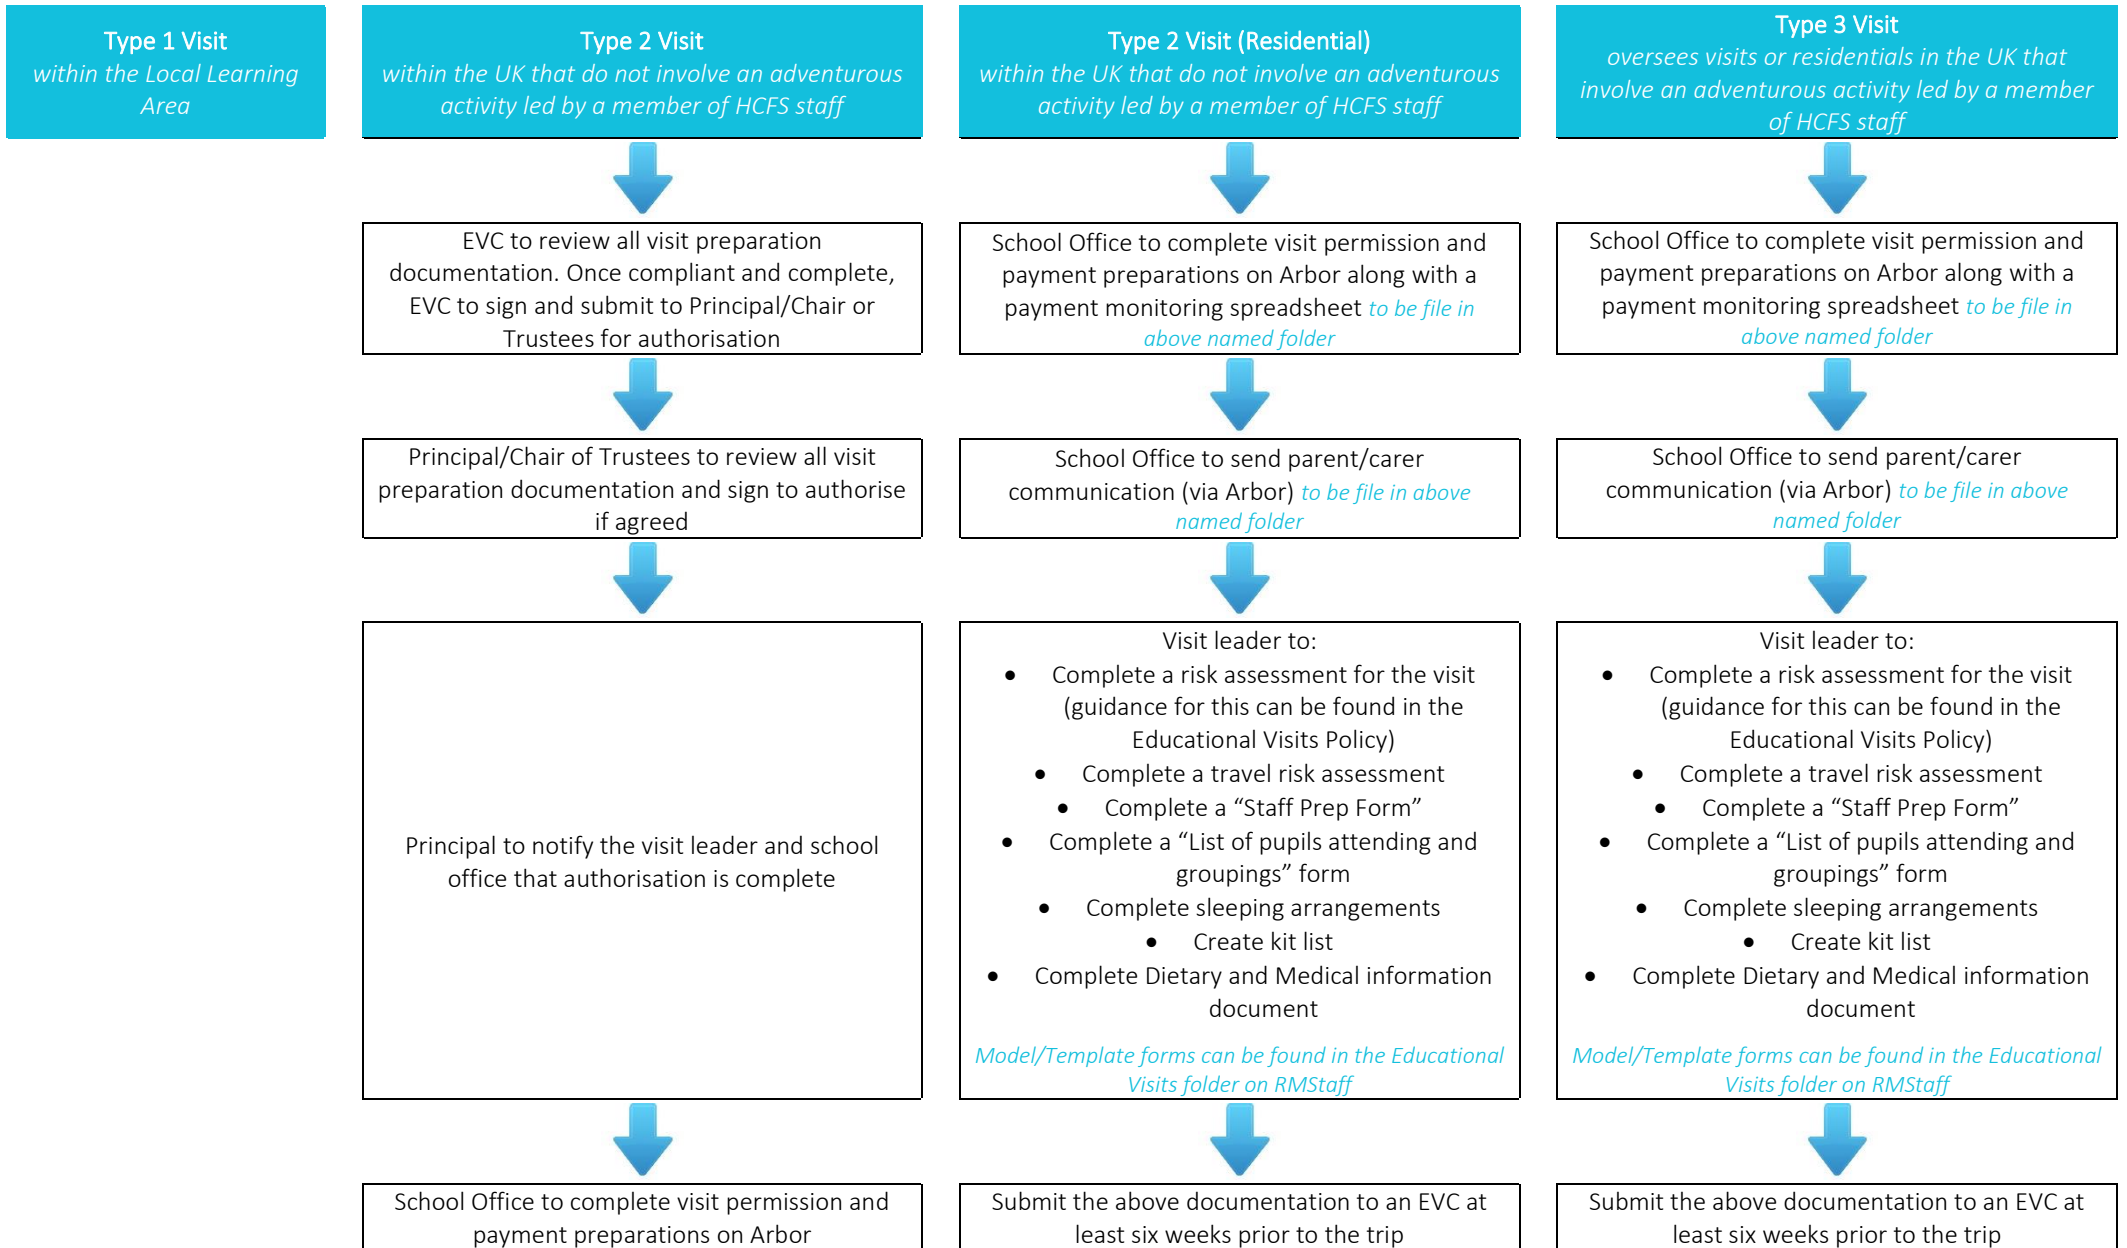 Type 1 Visit
within the Local Learning
Area
Type 2 Visit
within the UK that do not involve an adventurous
activity led by a member of HCFS staff
Type 2 Visit (Residential)
within the UK that do not involve an adventurous
activity led by a member of HCFS staff
Type 3 Visit
oversees visits or residentials in the UK that
involve an adventurous activity led by a member
of HCFS staff
EVC to review all visit preparation
documentation. Once compliant and complete,
EVC to sign and submit to Principal/Chair or
Trustees for authorisation
School Office to complete visit permission and
payment preparations on Arbor along with a
payment monitoring spreadsheet to be file in
above named folder
School Office to complete visit permission and
payment preparations on Arbor along with a
payment monitoring spreadsheet to be file in
above named folder
Principal/Chair of Trustees to review all visit
preparation documentation and sign to authorise
if agreed
School Office to send parent/carer
communication (via Arbor) to be file in above
named folder
School Office to send parent/carer
communication (via Arbor) to be file in above
named folder
Principal to notify the visit leader and school
office that authorisation is complete
Visit leader to:
• Complete a risk assessment for the visit
(guidance for this can be found in the
Educational Visits Policy)
• Complete a travel risk assessment
• Complete a “Staff Prep Form”
• Complete a “List of pupils attending and
groupings” form
• Complete sleeping arrangements
• Create kit list
• Complete Dietary and Medical information
document
Model/Template forms can be found in the Educational
Visits folder on RMStaff
Visit leader to:
• Complete a risk assessment for the visit
(guidance for this can be found in the
Educational Visits Policy)
• Complete a travel risk assessment
• Complete a “Staff Prep Form”
• Complete a “List of pupils attending and
groupings” form
• Complete sleeping arrangements
• Create kit list
• Complete Dietary and Medical information
document
Model/Template forms can be found in the Educational
Visits folder on RMStaff
School Office to complete visit permission and
payment preparations on Arbor
Submit the above documentation to an EVC at
least six weeks prior to the trip
Submit the above documentation to an EVC at
least six weeks prior to the trip